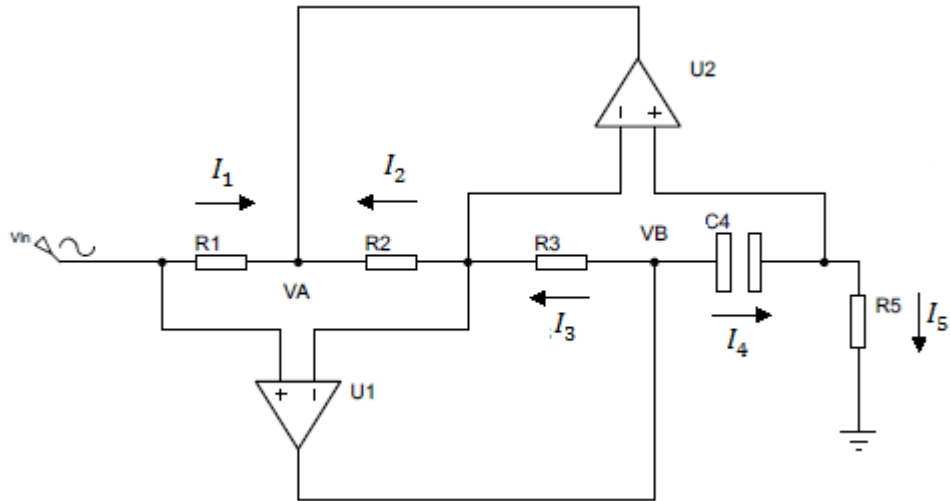 U2
I₁
I₂
Vin
R1
VA
R2
R3
VB
C4
I₃
I₄
R5
I₅
U1